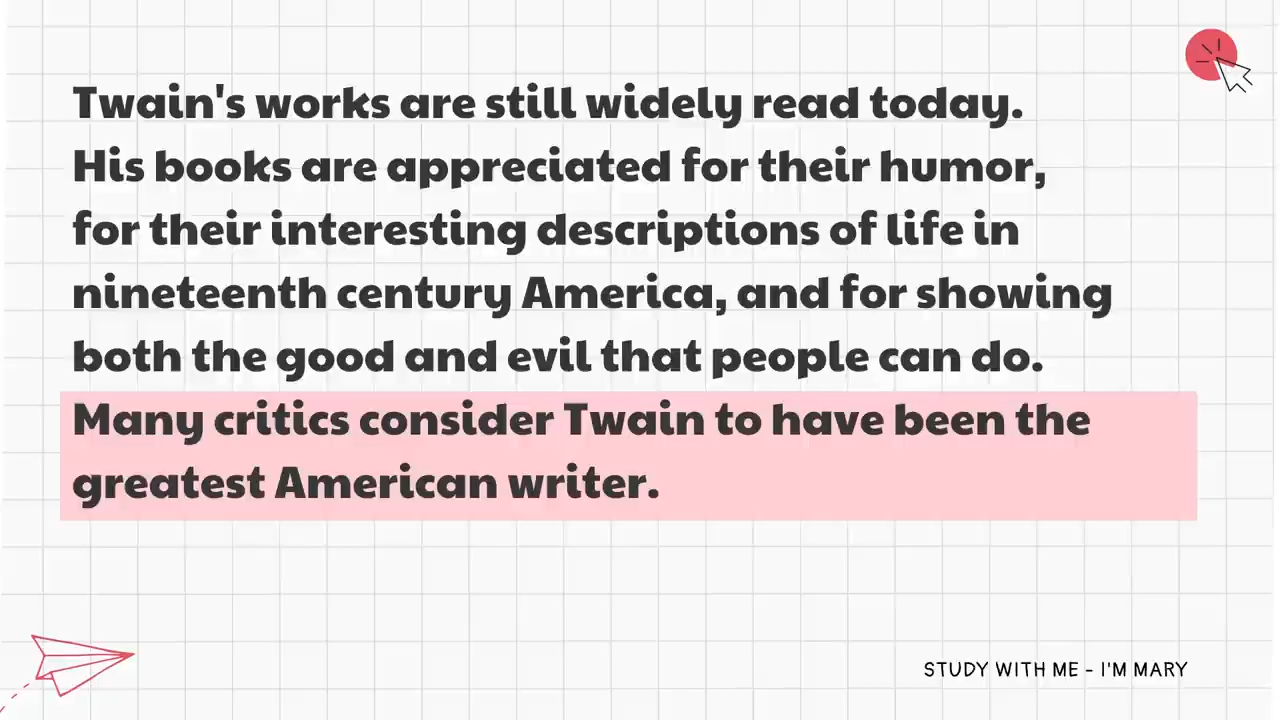 Twain's works are still widely read today.
His books are appreciated for their humor,
for their interesting descriptions of life in
nineteenth century America, and for showing
both the good and evil that people can do.
Many critics consider Twain to have been the
greatest American writer.
STUDY WITH ME - I'M MARY